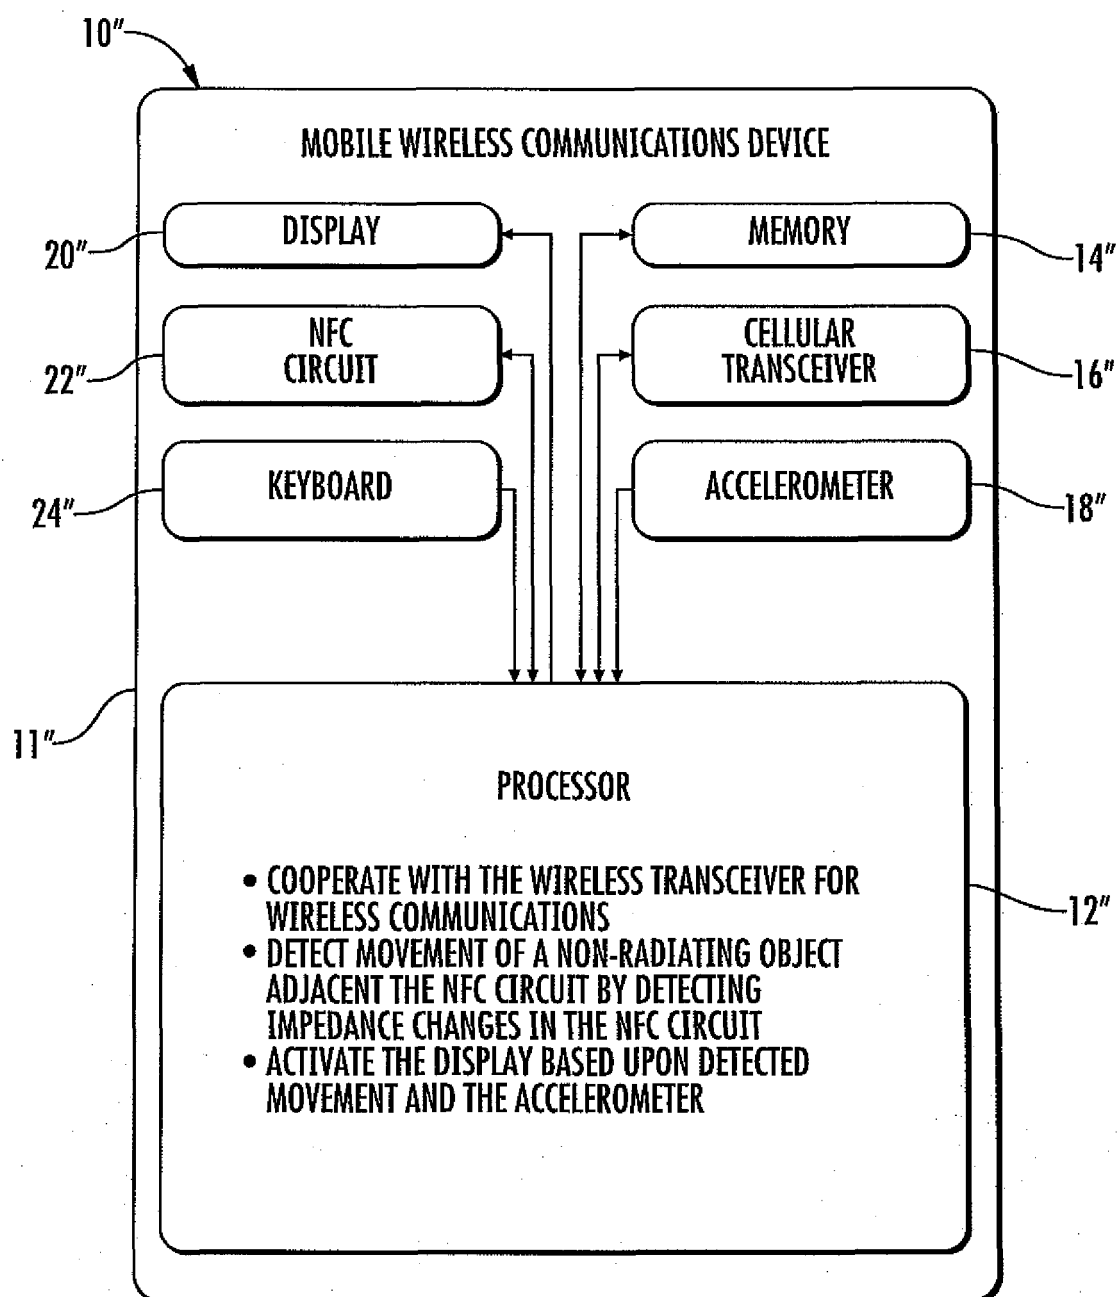 10"
MOBILE WIRELESS COMMUNICATIONS DEVICE
DISPLAY
20"
MEMORY
14"
NFC
CIRCUIT
22"
CELLULAR
TRANSCEIVER
16"
KEYBOARD
24"
ACCELEROMETER
18"
11"
PROCESSOR
• COOPERATE WITH THE WIRELESS TRANSCEIVER FOR
WIRELESS COMMUNICATIONS
• DETECT MOVEMENT OF A NON-RADIATING OBJECT
ADJACENT THE NFC CIRCUIT BY DETECTING
IMPEDANCE CHANGES IN THE NFC CIRCUIT
• ACTIVATE THE DISPLAY BASED UPON DETECTED
MOVEMENT AND THE ACCELEROMETER
12"